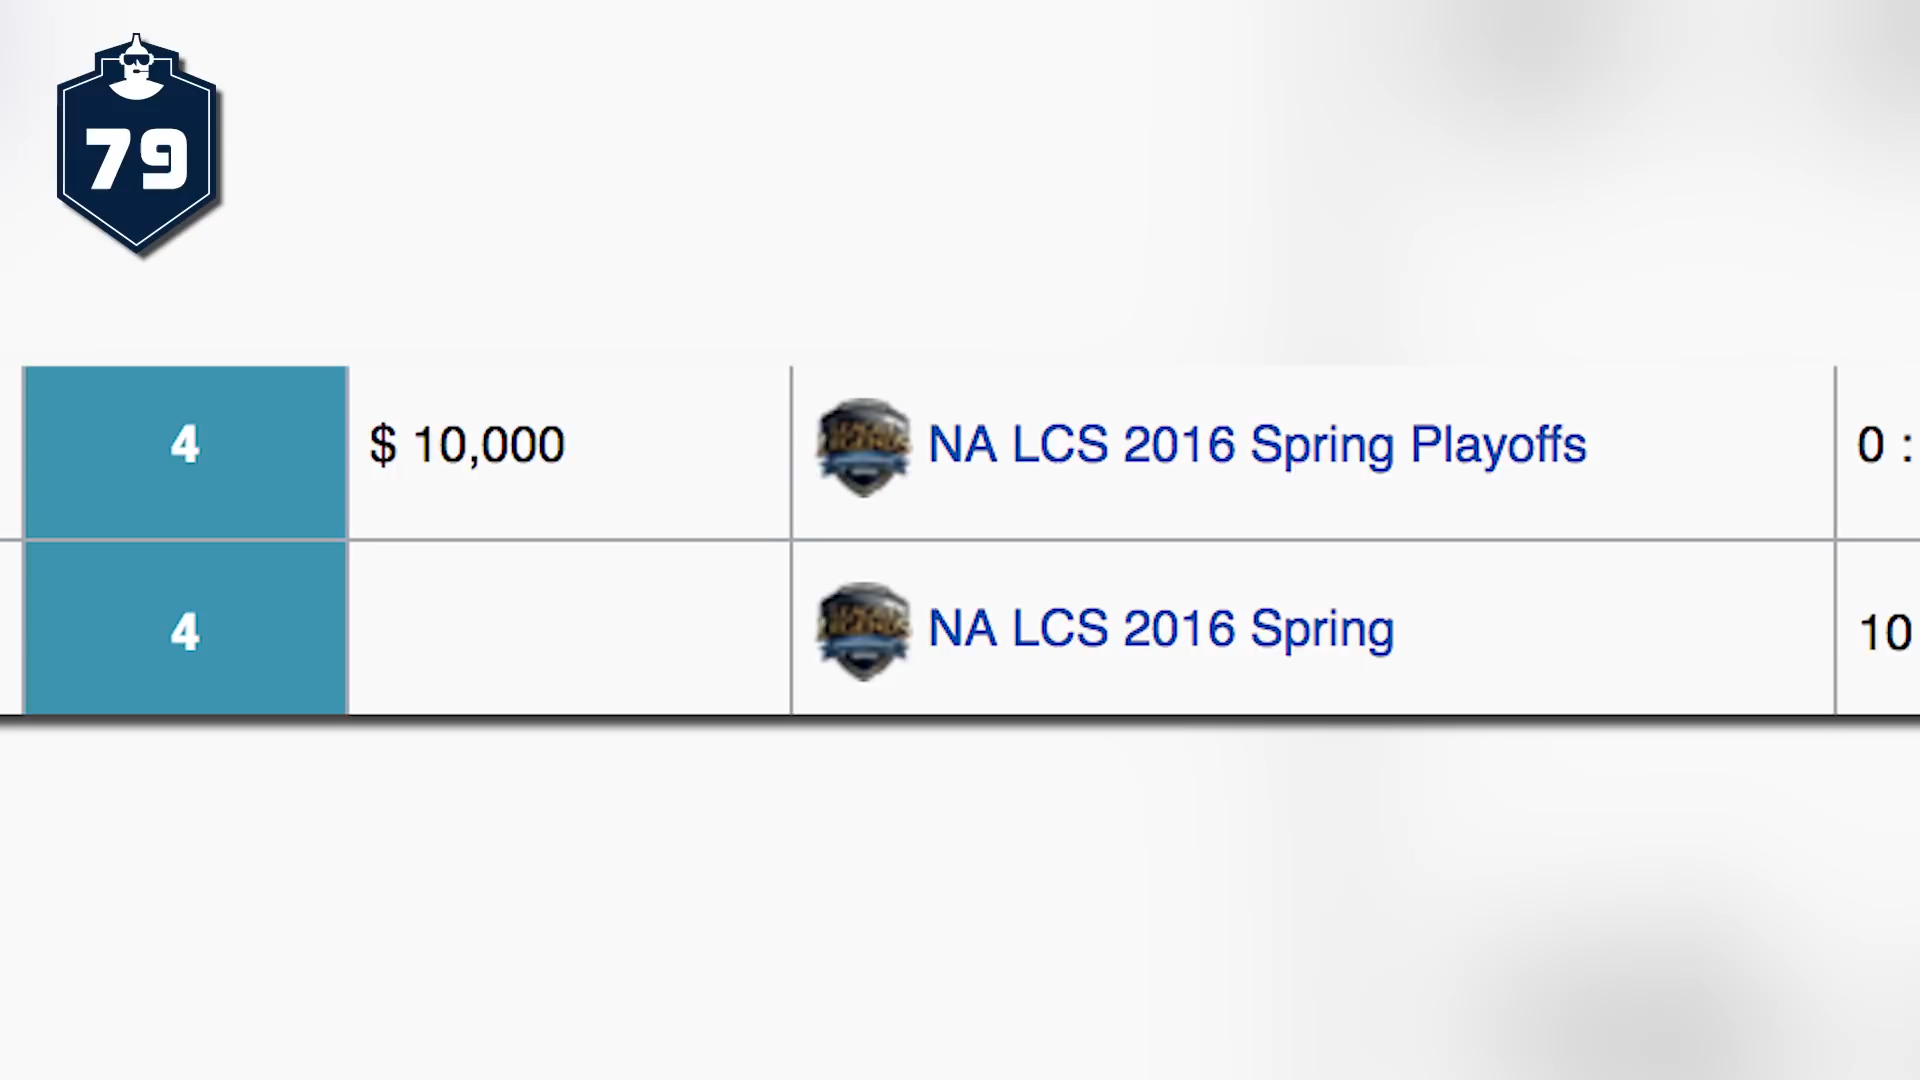 79
4 $ 10,000 NA LCS 2016 Spring Playoffs 0 :
4 NA LCS 2016 Spring 10